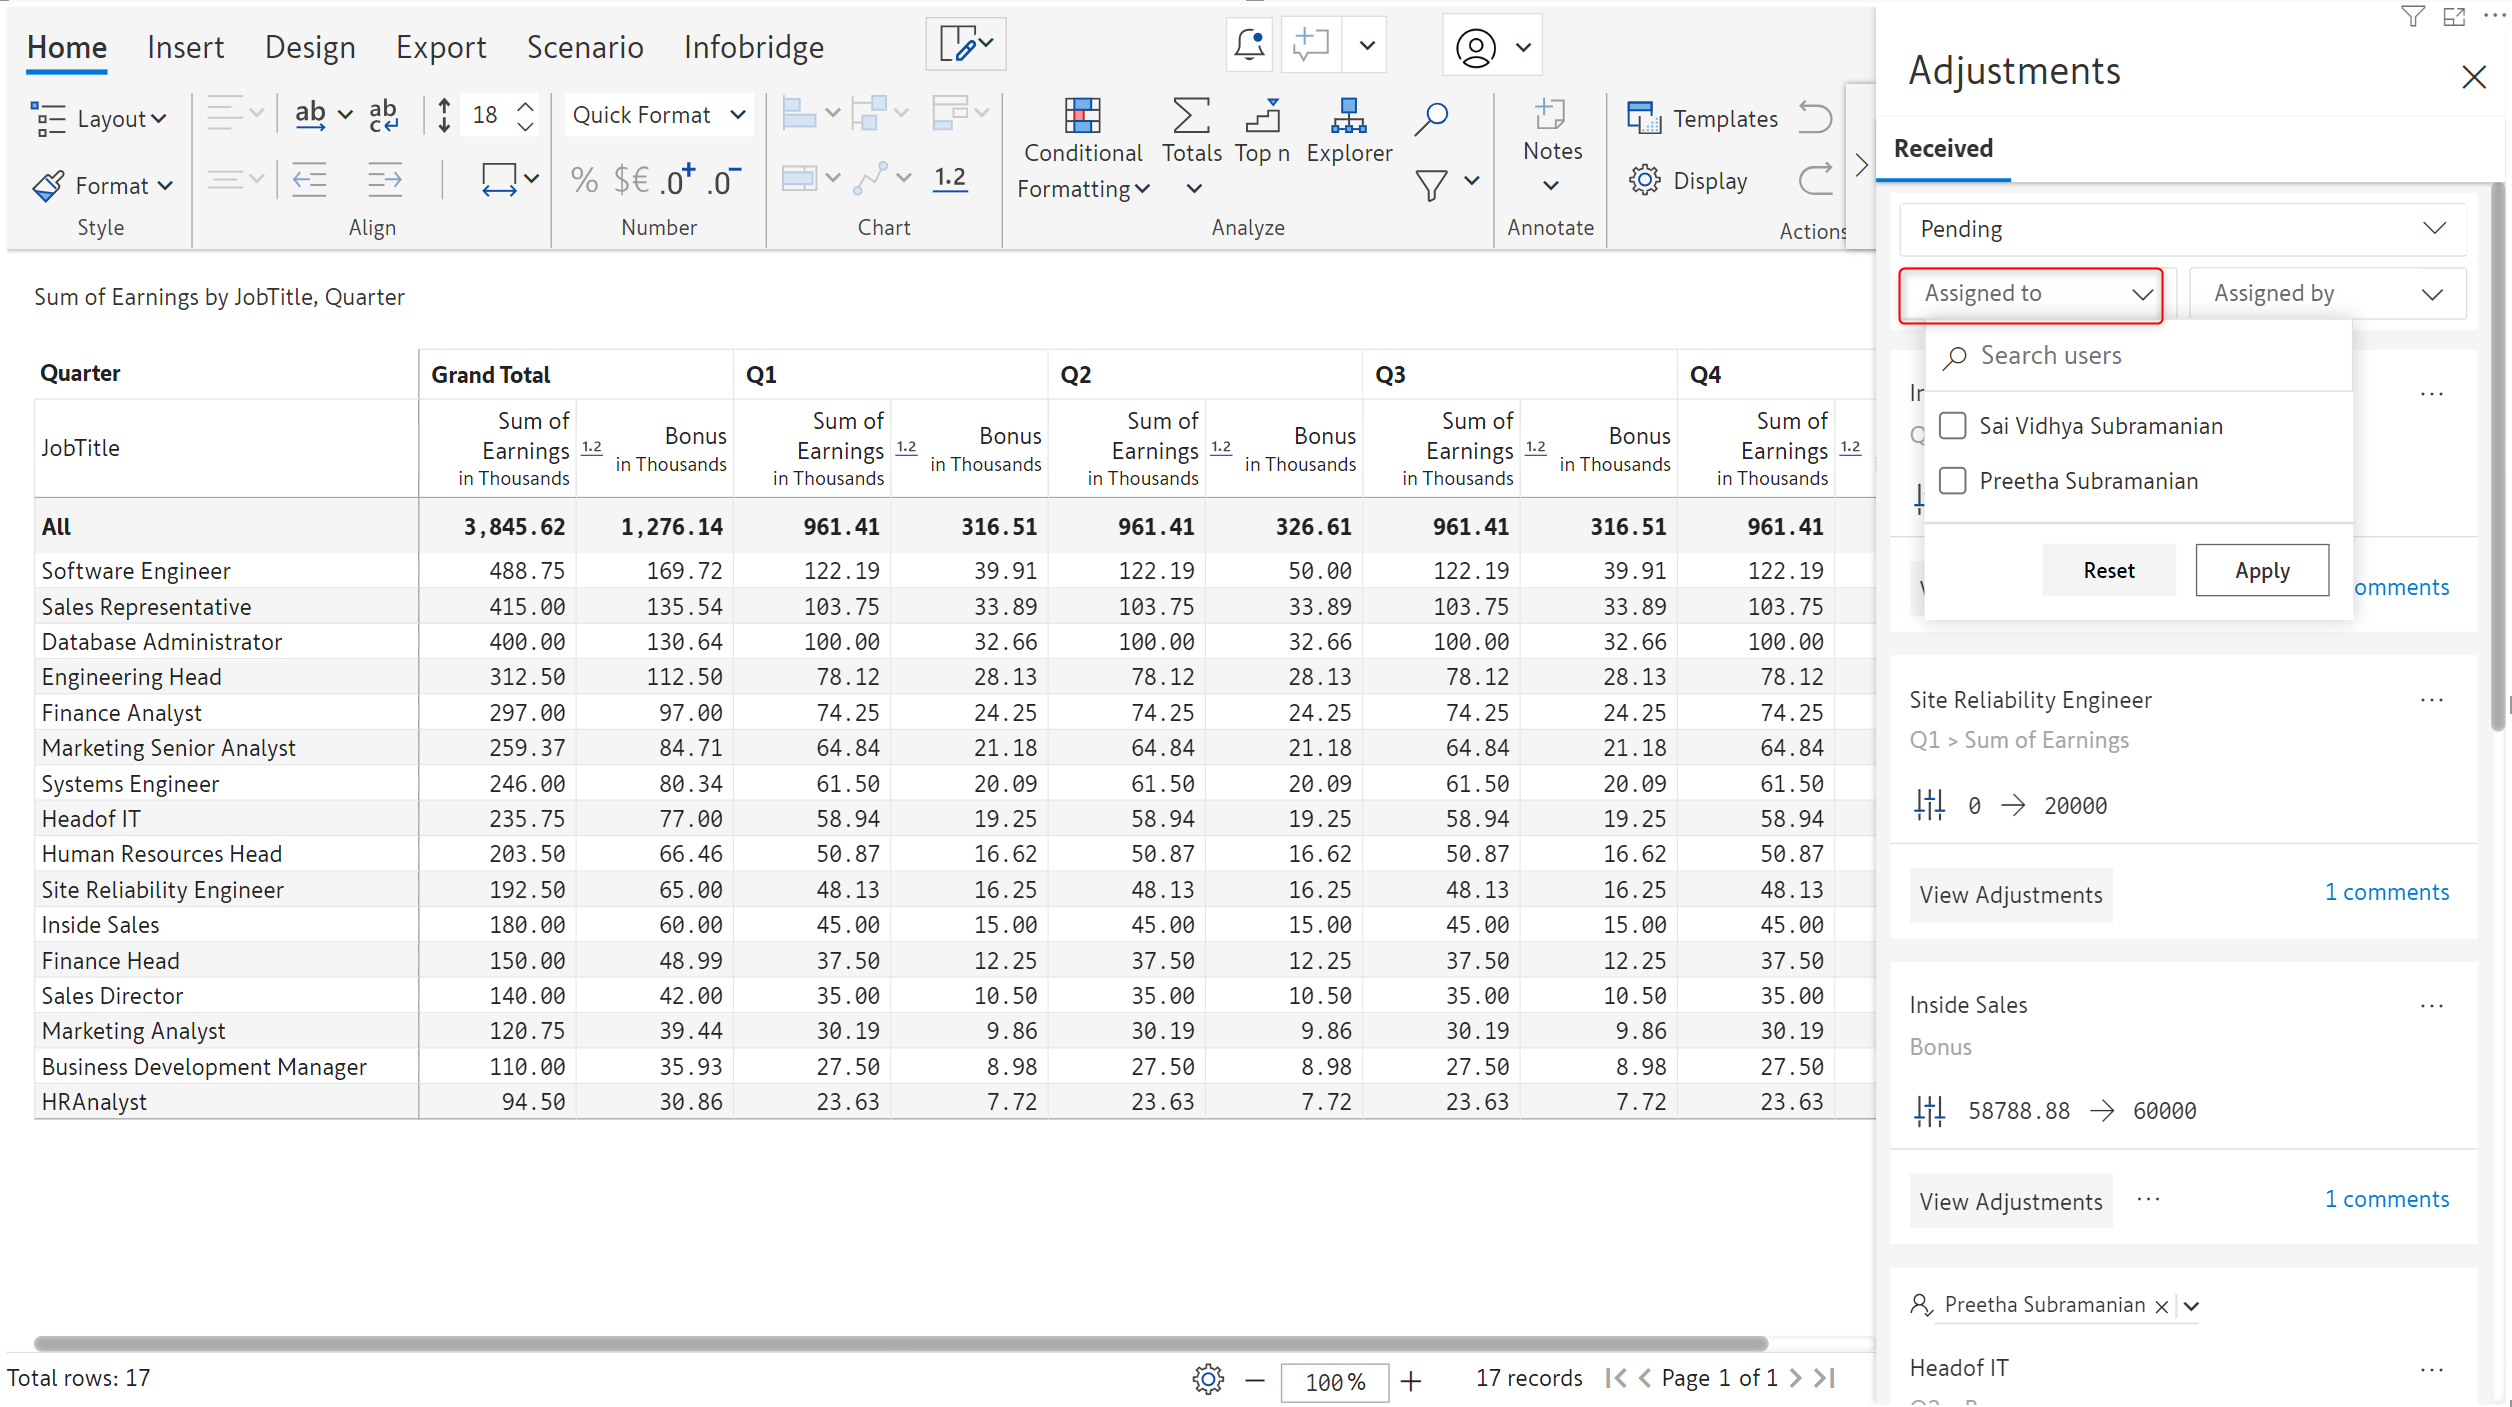 Home Insert Design Export Scenario Infobridge
Layout ab ab c 18 Quick Format
Format % $€ .0+ .0- 1.2
Conditional Formatting Totals Top n Explorer
Notes
Templates
Display
Style Align Number Chart Analyze Annotate Actions
Sum of Earnings by JobTitle, Quarter
Quarter Grand Total Q1 Q2 Q3 Q4
JobTitle Sum of Earnings in Thousands 1.2 Bonus in Thousands Sum of Earnings in Thousands 1.2 Bonus in Thousands Sum of Earnings in Thousands 1.2 Bonus in Thousands Sum of Earnings in Thousands 1.2 Bonus in Thousands Sum of Earnings in Thousands 1.2
All 3,845.62 1,276.14 961.41 316.51 961.41 326.61 961.41 316.51 961.41
Software Engineer 488.75 169.72 122.19 39.91 122.19 50.00 122.19 39.91 122.19
Sales Representative 415.00 135.54 103.75 33.89 103.75 33.89 103.75 33.89 103.75
Database Administrator 400.00 130.64 100.00 32.66 100.00 32.66 100.00 32.66 100.00
Engineering Head 312.50 112.50 78.12 28.13 78.12 28.13 78.12 28.13 78.12
Finance Analyst 297.00 97.00 74.25 24.25 74.25 24.25 74.25 24.25 74.25
Marketing Senior Analyst 259.37 84.71 64.84 21.18 64.84 21.18 64.84 21.18 64.84
Systems Engineer 246.00 80.34 61.50 20.09 61.50 20.09 61.50 20.09 61.50
Headof IT 235.75 77.00 58.94 19.25 58.94 19.25 58.94 19.25 58.94
Human Resources Head 203.50 66.46 50.87 16.62 50.87 16.62 50.87 16.62 50.87
Site Reliability Engineer 192.50 65.00 48.13 16.25 48.13 16.25 48.13 16.25 48.13
Inside Sales 180.00 60.00 45.00 15.00 45.00 15.00 45.00 15.00 45.00
Finance Head 150.00 48.99 37.50 12.25 37.50 12.25 37.50 12.25 37.50
Sales Director 140.00 42.00 35.00 10.50 35.00 10.50 35.00 10.50 35.00
Marketing Analyst 120.75 39.44 30.19 9.86 30.19 9.86 30.19 9.86 30.19
Business Development Manager 110.00 35.93 27.50 8.98 27.50 8.98 27.50 8.98 27.50
HRAnalyst 94.50 30.86 23.63 7.72 23.63 7.72 23.63 7.72 23.63
Total rows: 17 100% 17 records Page 1 of 1
Adjustments
Received
Pending
Assigned to Assigned by
Search users
Sai Vidhya Subramanian
Preetha Subramanian
Reset Apply
omments
Site Reliability Engineer
Q1 > Sum of Earnings
0 → 20000
View Adjustments 1 comments
Inside Sales
Bonus
58788.88 → 60000
View Adjustments ... 1 comments
Preetha Subramanian
Headof IT